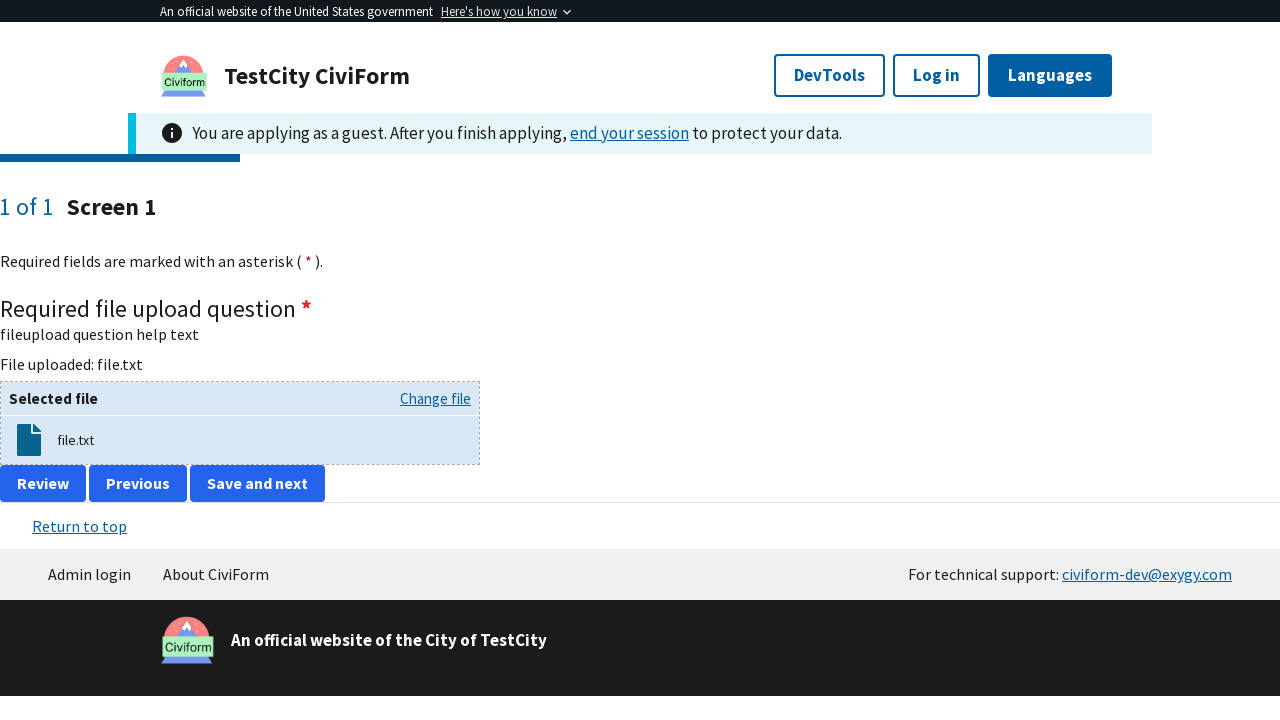 An official website of the United States government Here's how you know
Civiform
TestCity CiviForm
DevTools Log in Languages
You are applying as a guest. After you finish applying, end your session to protect your data.
1 of 1 Screen 1
Required fields are marked with an asterisk ( * ).
Required file upload question *
fileupload question help text
File uploaded: file.txt
Selected file Change file
file.txt
Review Previous Save and next
Return to top
Admin login About CiviForm For technical support: civiform-dev@exygy.com
Civiform
An official website of the City of TestCity